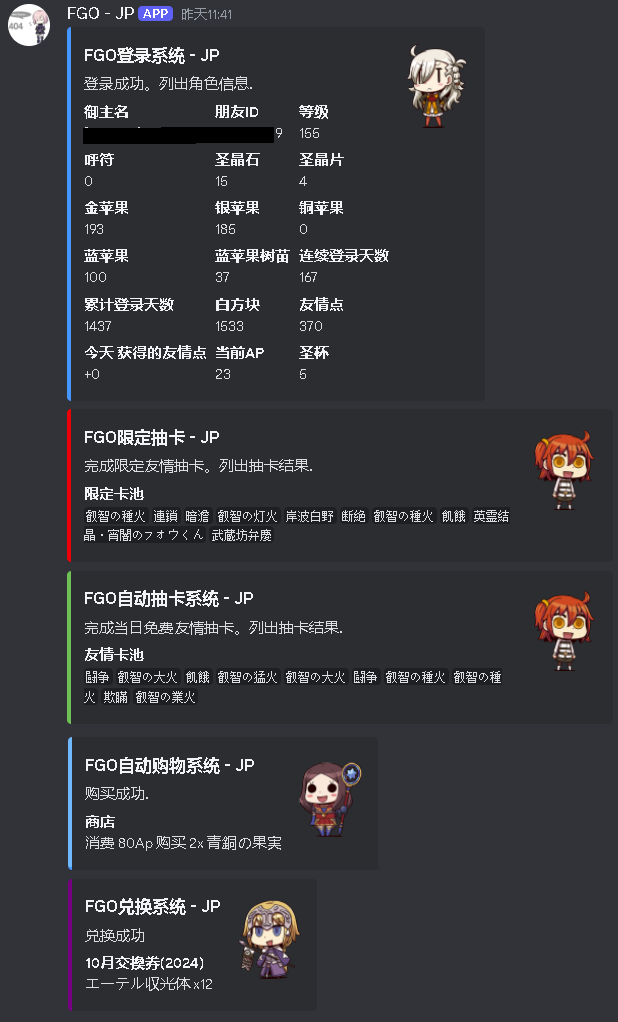 404
FGO - JP APP 昨天11:41
FGO登录系统 - JP
登录成功。列出角色信息.
御主名 朋友ID 等级
9 155
呼符 圣晶石 圣晶片
0 15 4
金苹果 银苹果 铜苹果
193 185 0
蓝苹果 蓝苹果树苗 连续登录天数
100 37 167
累计登录天数 白方块 友情点
1437 1533 370
今天 获得的友情点 当前AP 圣杯
+0 23 5
FGO限定抽卡 - JP
完成限定友情抽卡。列出抽卡结果.
限定卡池
叡智の種火 連鎖 暗澹 叡智の灯火 岸波白野 断絶 叡智の種火 飢餓 英霊結
晶・宵闇のフォウくん 武蔵坊弁慶
FGO自动抽卡系统 - JP
完成当日免费友情抽卡。列出抽卡结果.
友情卡池
闘争 叡智の大火 飢餓 叡智の猛火 叡智の大火 闘争 叡智の種火 叡智の種
火 欺瞞 叡智の業火
FGO自动购物系统 - JP
购买成功.
商店
消费 80Ap 购买 2x 青銅の果実
FGO兑换系统 - JP
兑换成功
10月交換券(2024)
エーテル収光体 x12